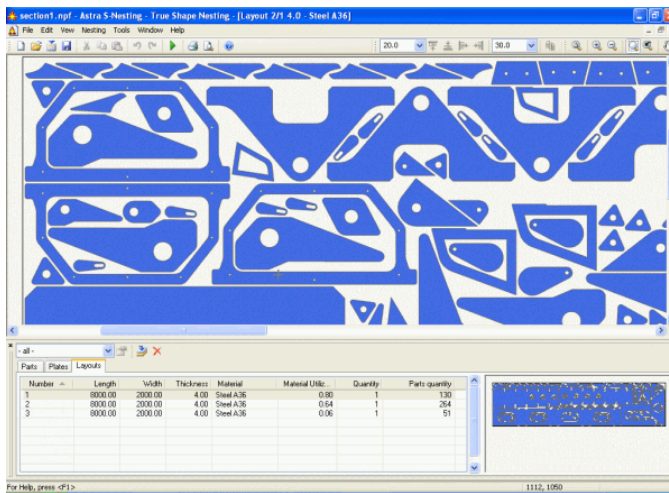 section1.npf - Astra S-Nesting - True Shape Nesting - [Layout 2/1 4.0 - Steel A36]
File Edit View Nesting Tools Window Help
20.0 30.0
- all -
Parts Plates Layouts
Number Length Width Thickness Material Material Utiliz... Quantity Parts quantity
1 8000.00 2000.00 4.00 Steel A36 0.80 1 130
2 8000.00 2000.00 4.00 Steel A36 0.64 1 264
3 8000.00 2000.00 4.00 Steel A36 0.06 1 51
For Help, press <F1> 1112, 1050